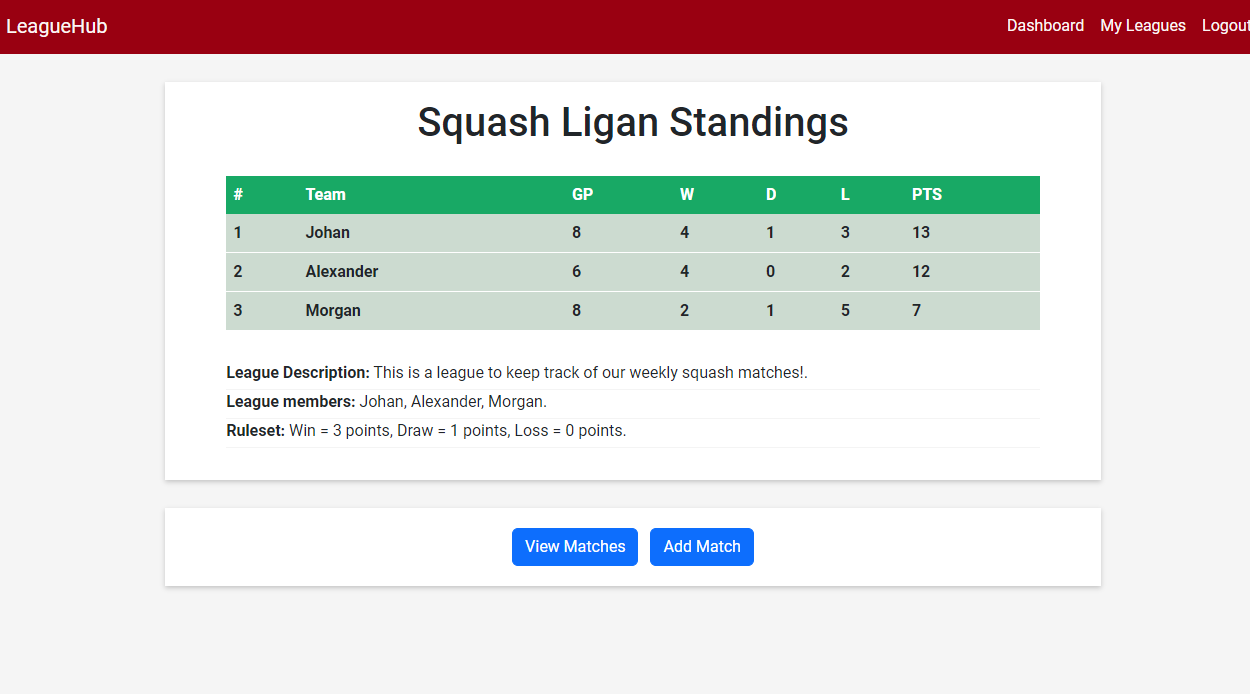 LeagueHub Dashboard My Leagues Logout
Squash Ligan Standings
# Team GP W D L PTS
1 Johan 8 4 1 3 13
2 Alexander 6 4 0 2 12
3 Morgan 8 2 1 5 7
League Description: This is a league to keep track of our weekly squash matches!.
League members: Johan, Alexander, Morgan.
Ruleset: Win = 3 points, Draw = 1 points, Loss = 0 points.
View Matches Add Match